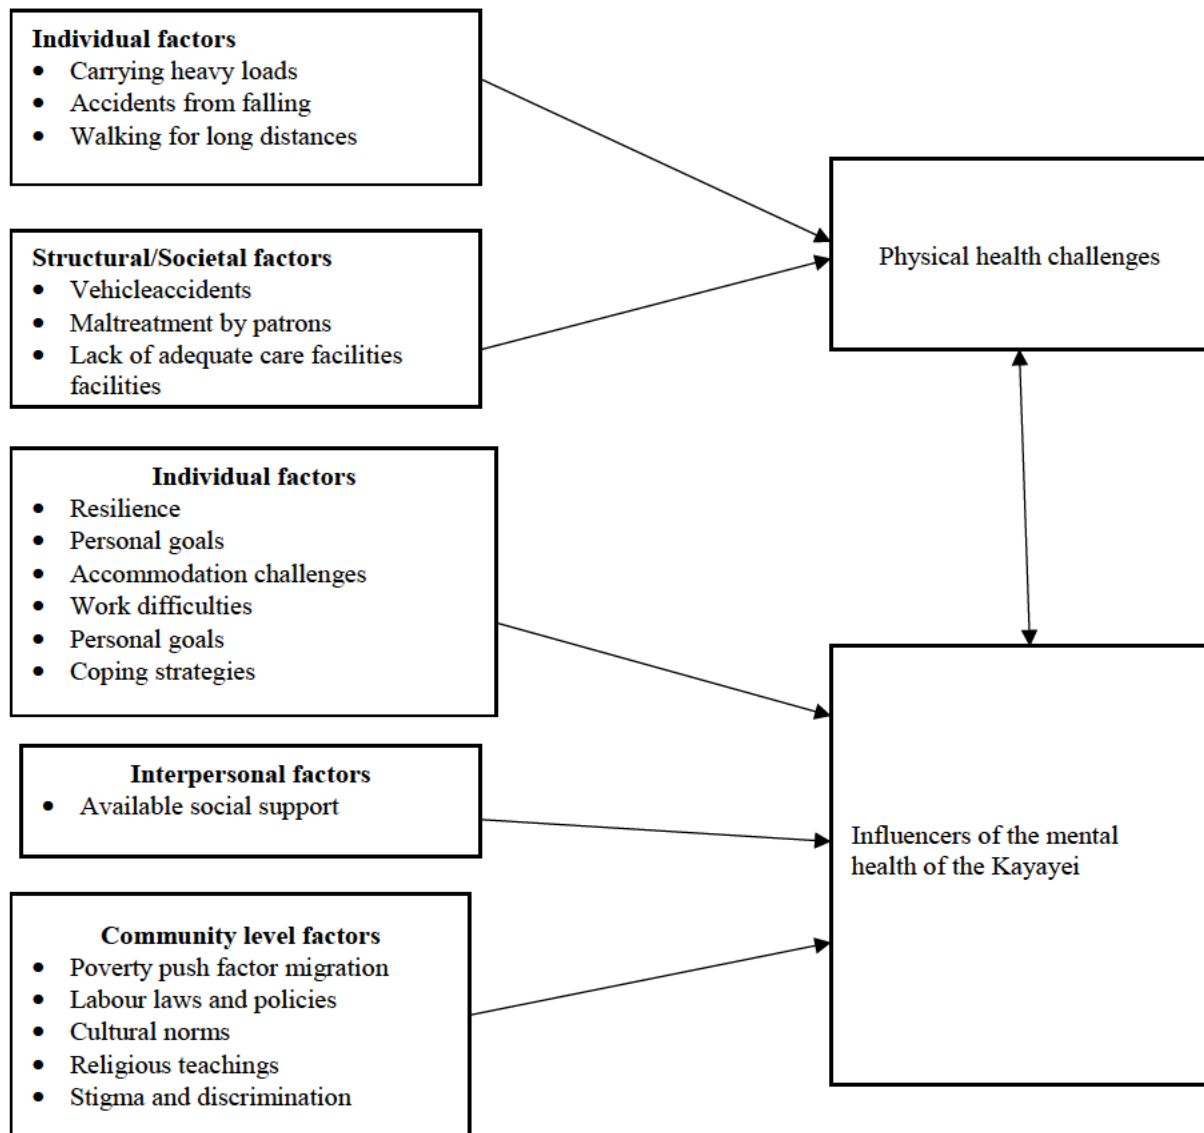 Individual factors
• Carrying heavy loads
• Accidents from falling
• Walking for long distances
Structural/Societal factors
• Vehicleaccidents
• Maltreatment by patrons
• Lack of adequate care facilities
facilities
Physical health challenges
Individual factors
• Resilience
• Personal goals
• Accommodation challenges
• Work difficulties
• Personal goals
• Coping strategies
Interpersonal factors
• Available social support
Influencers of the mental
health of the Kayayei
Community level factors
• Poverty push factor migration
• Labour laws and policies
• Cultural norms
• Religious teachings
• Stigma and discrimination